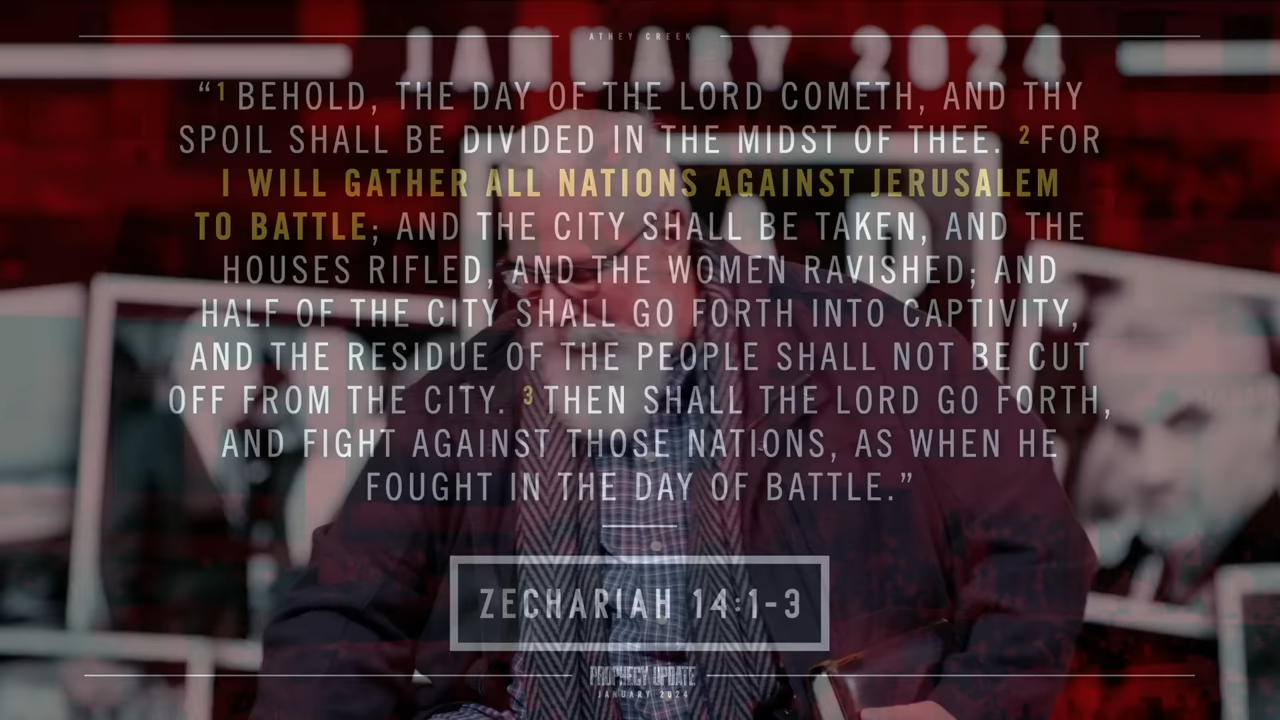 ATHEY CREEK
JANUARY 2024
“1 BEHOLD, THE DAY OF THE LORD COMETH, AND THY
SPOIL SHALL BE DIVIDED IN THE MIDST OF THEE. 2 FOR
I WILL GATHER ALL NATIONS AGAINST JERUSALEM
TO BATTLE; AND THE CITY SHALL BE TAKEN, AND THE
HOUSES RIFLED, AND THE WOMEN RAVISHED; AND
HALF OF THE CITY SHALL GO FORTH INTO CAPTIVITY,
AND THE RESIDUE OF THE PEOPLE SHALL NOT BE CUT
OFF FROM THE CITY. 3 THEN SHALL THE LORD GO FORTH,
AND FIGHT AGAINST THOSE NATIONS, AS WHEN HE
FOUGHT IN THE DAY OF BATTLE.”
ZECHARIAH 14:1-3
PROPHECY UPDATE
JANUARY 2024